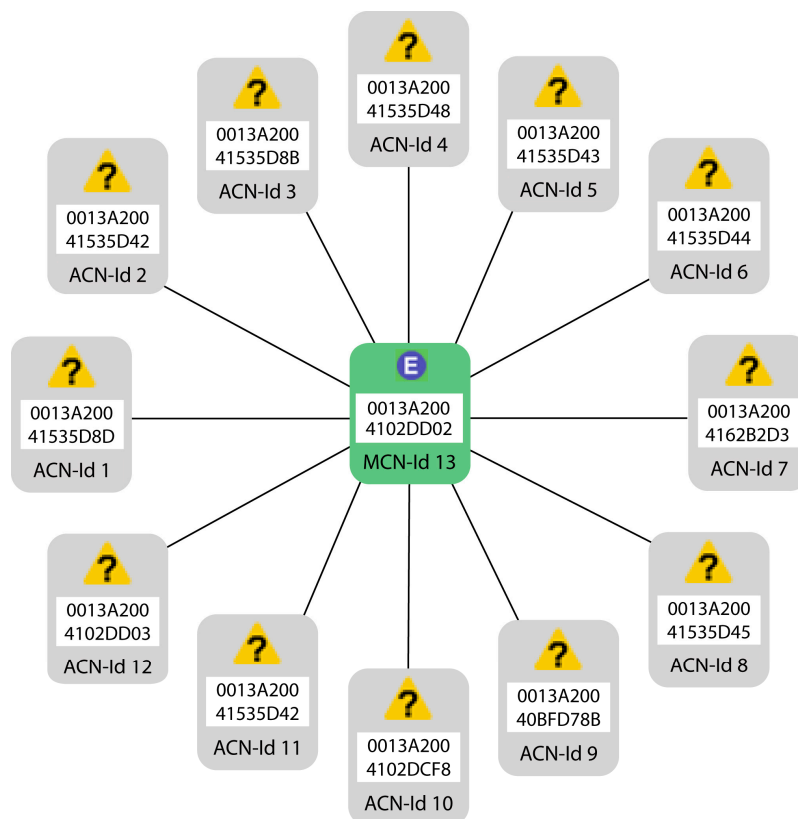 ?
0013A200
41535D48
ACN-Id 4
?
0013A200
41535D8B
ACN-Id 3
?
0013A200
41535D43
ACN-Id 5
?
0013A200
41535D42
ACN-Id 2
?
0013A200
41535D44
ACN-Id 6
?
0013A200
41535D8D
ACN-Id 1
E
0013A200
4102DD02
MCN-Id 13
?
0013A200
4162B2D3
ACN-Id 7
?
0013A200
4102DD03
ACN-Id 12
?
0013A200
41535D45
ACN-Id 8
?
0013A200
41535D42
ACN-Id 11
?
0013A200
40BFD78B
ACN-Id 9
?
0013A200
4102DCF8
ACN-Id 10